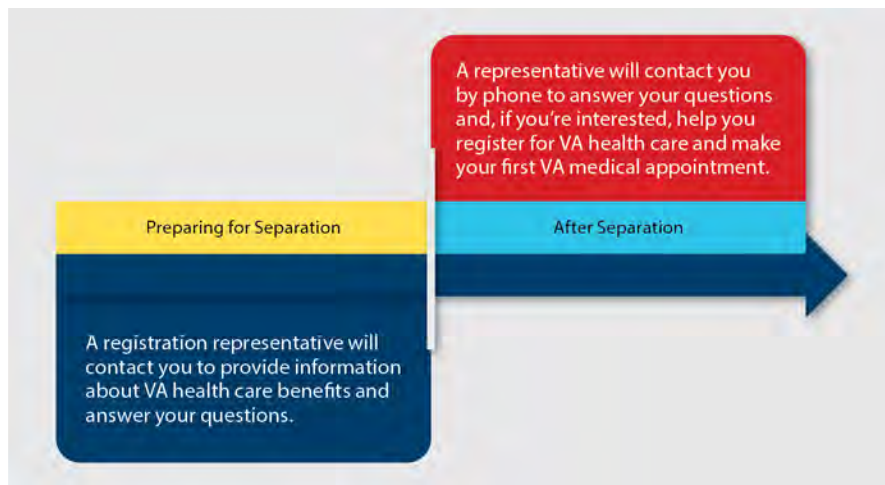 A representative will contact you
by phone to answer your questions
and, if you're interested, help you
register for VA health care and make
your first VA medical appointment.
Preparing for Separation
After Separation
A registration representative will
contact you to provide information
about VA health care benefits and
answer your questions.